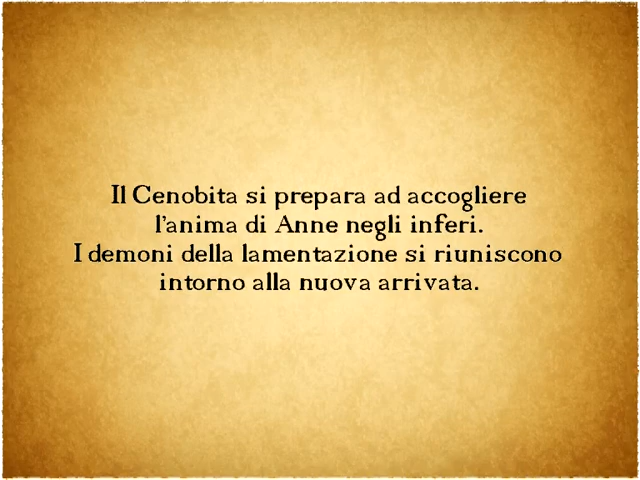 Il Cenobita si prepara ad accogliere
l'anima di Anne negli inferi.
I demoni della lamentazione si riuniscono
intorno alla nuova arrivata.